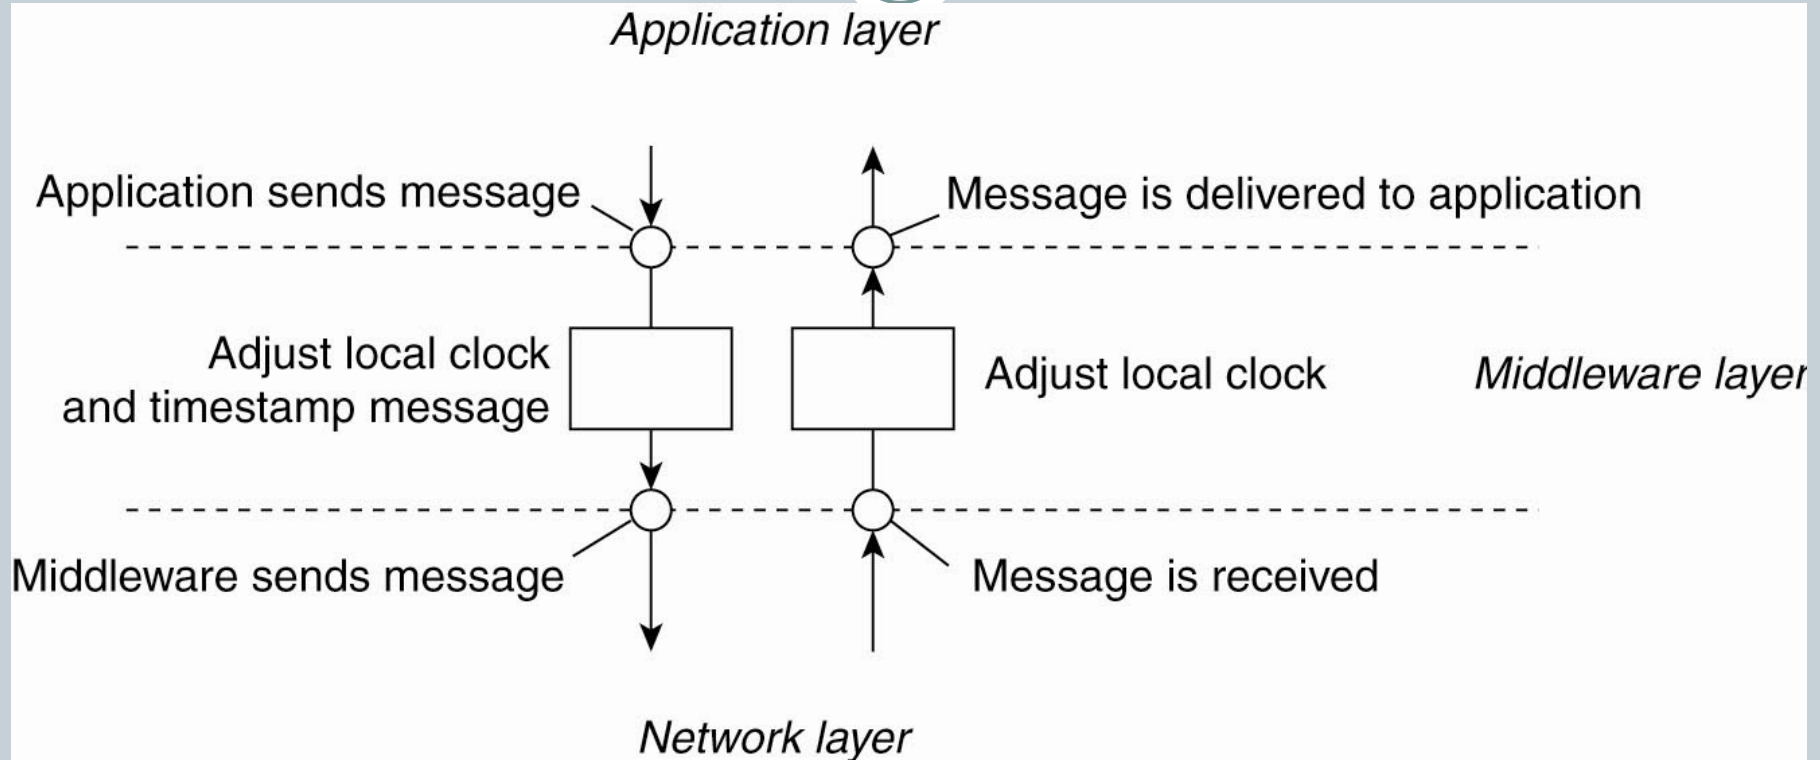 Application layer
Application sends message
Message is delivered to application
Adjust local clock
and timestamp message
Adjust local clock
Middleware layer
Middleware sends message
Message is received
Network layer